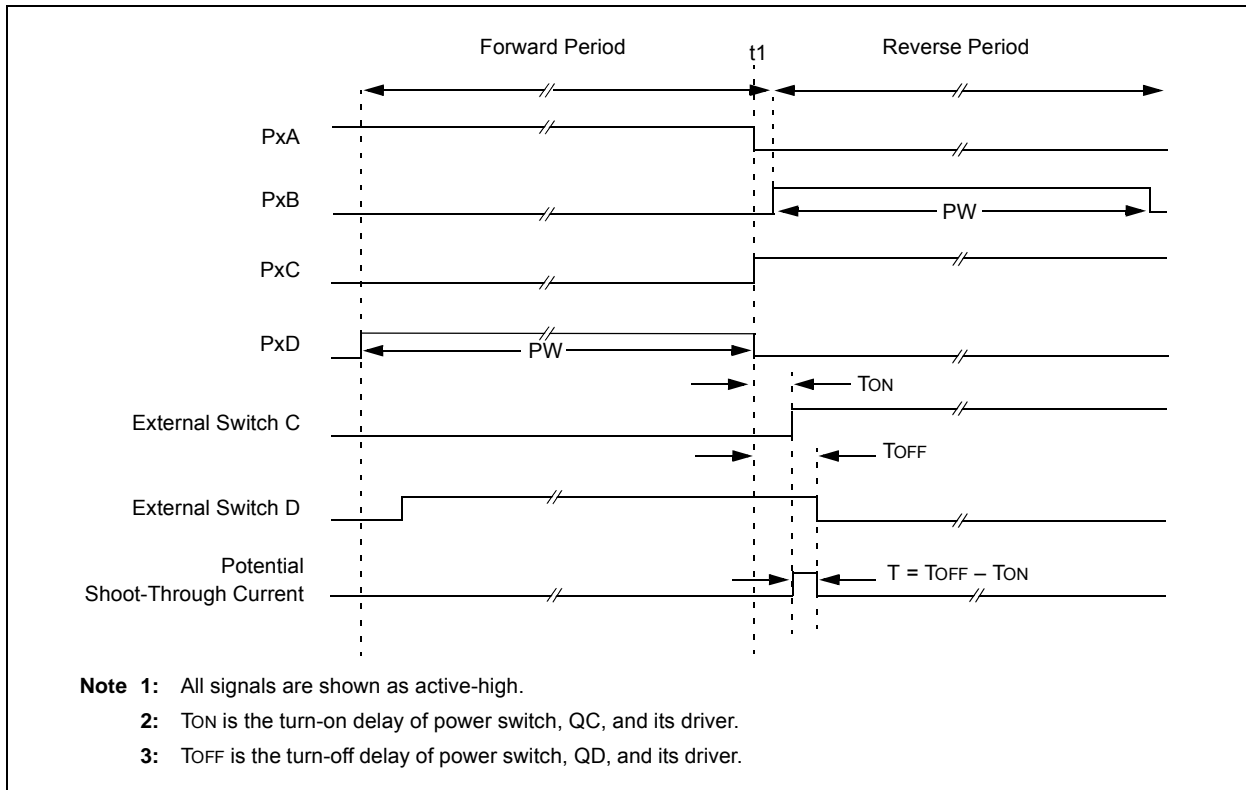 Forward Period
t1
Reverse Period
PxA
PxB
PW
PxC
PxD
PW
TON
External Switch C
TOFF
External Switch D
Potential
Shoot-Through Current
T = TOFF – TON
Note 1: All signals are shown as active-high.
2: TON is the turn-on delay of power switch, QC, and its driver.
3: TOFF is the turn-off delay of power switch, QD, and its driver.